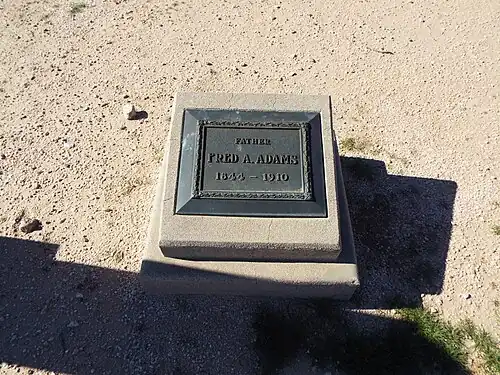 FATHER
FRED A. ADAMS
1844 – 1910